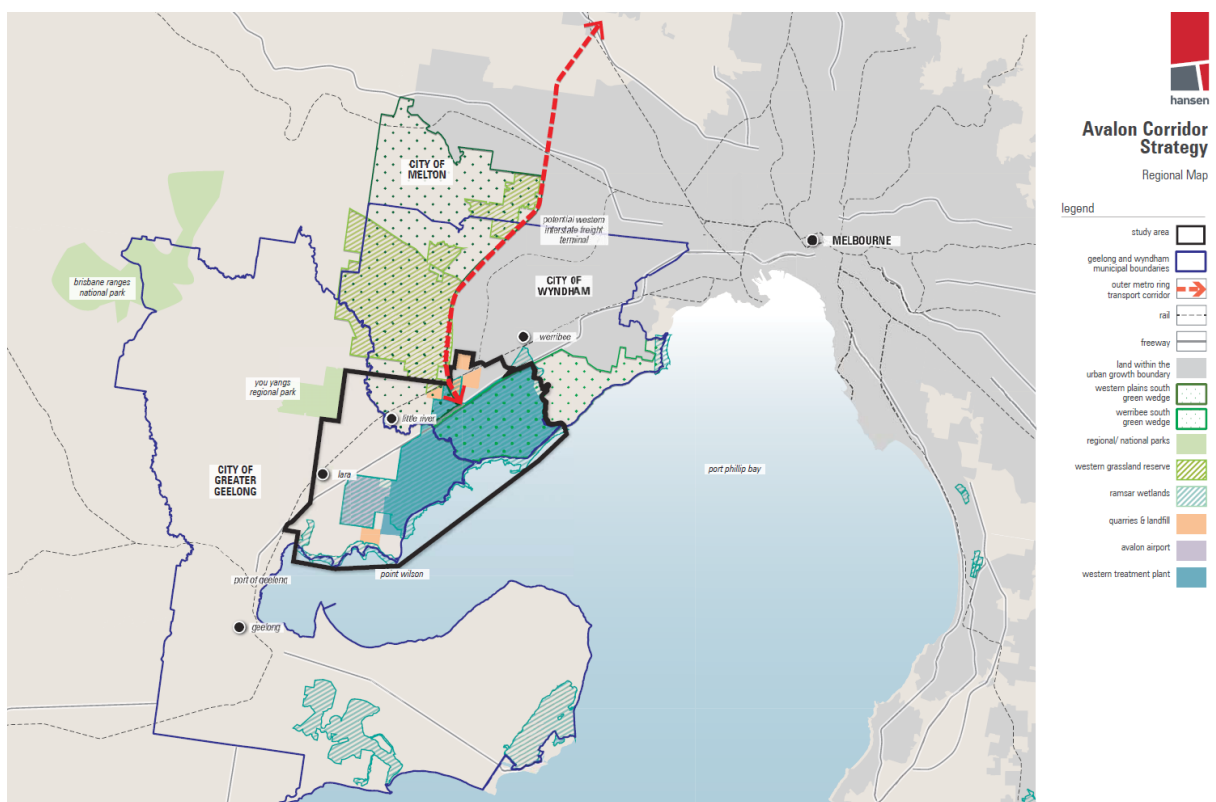 hansen
Avalon Corridor
Strategy
Regional Map
legend
study area
geelong and wyndham
municipal boundaries
outer metro ring
transport corridor
rail
freeway
land within the
urban growth boundary
western plains south
green wedge
werribee south
green wedge
regional/ national parks
western grassland reserve
ramsar wetlands
quarries & landfill
avalon airport
western treatment plant
CITY OF
MELTON
potential western
interstate freight
terminal
MELBOURNE
brisbane ranges
national park
CITY OF
WYNDHAM
werribee
you yangs
regional park
little river
CITY OF
GREATER
GEELONG
lara
port phillip bay
point wilson
port of geelong
geelong